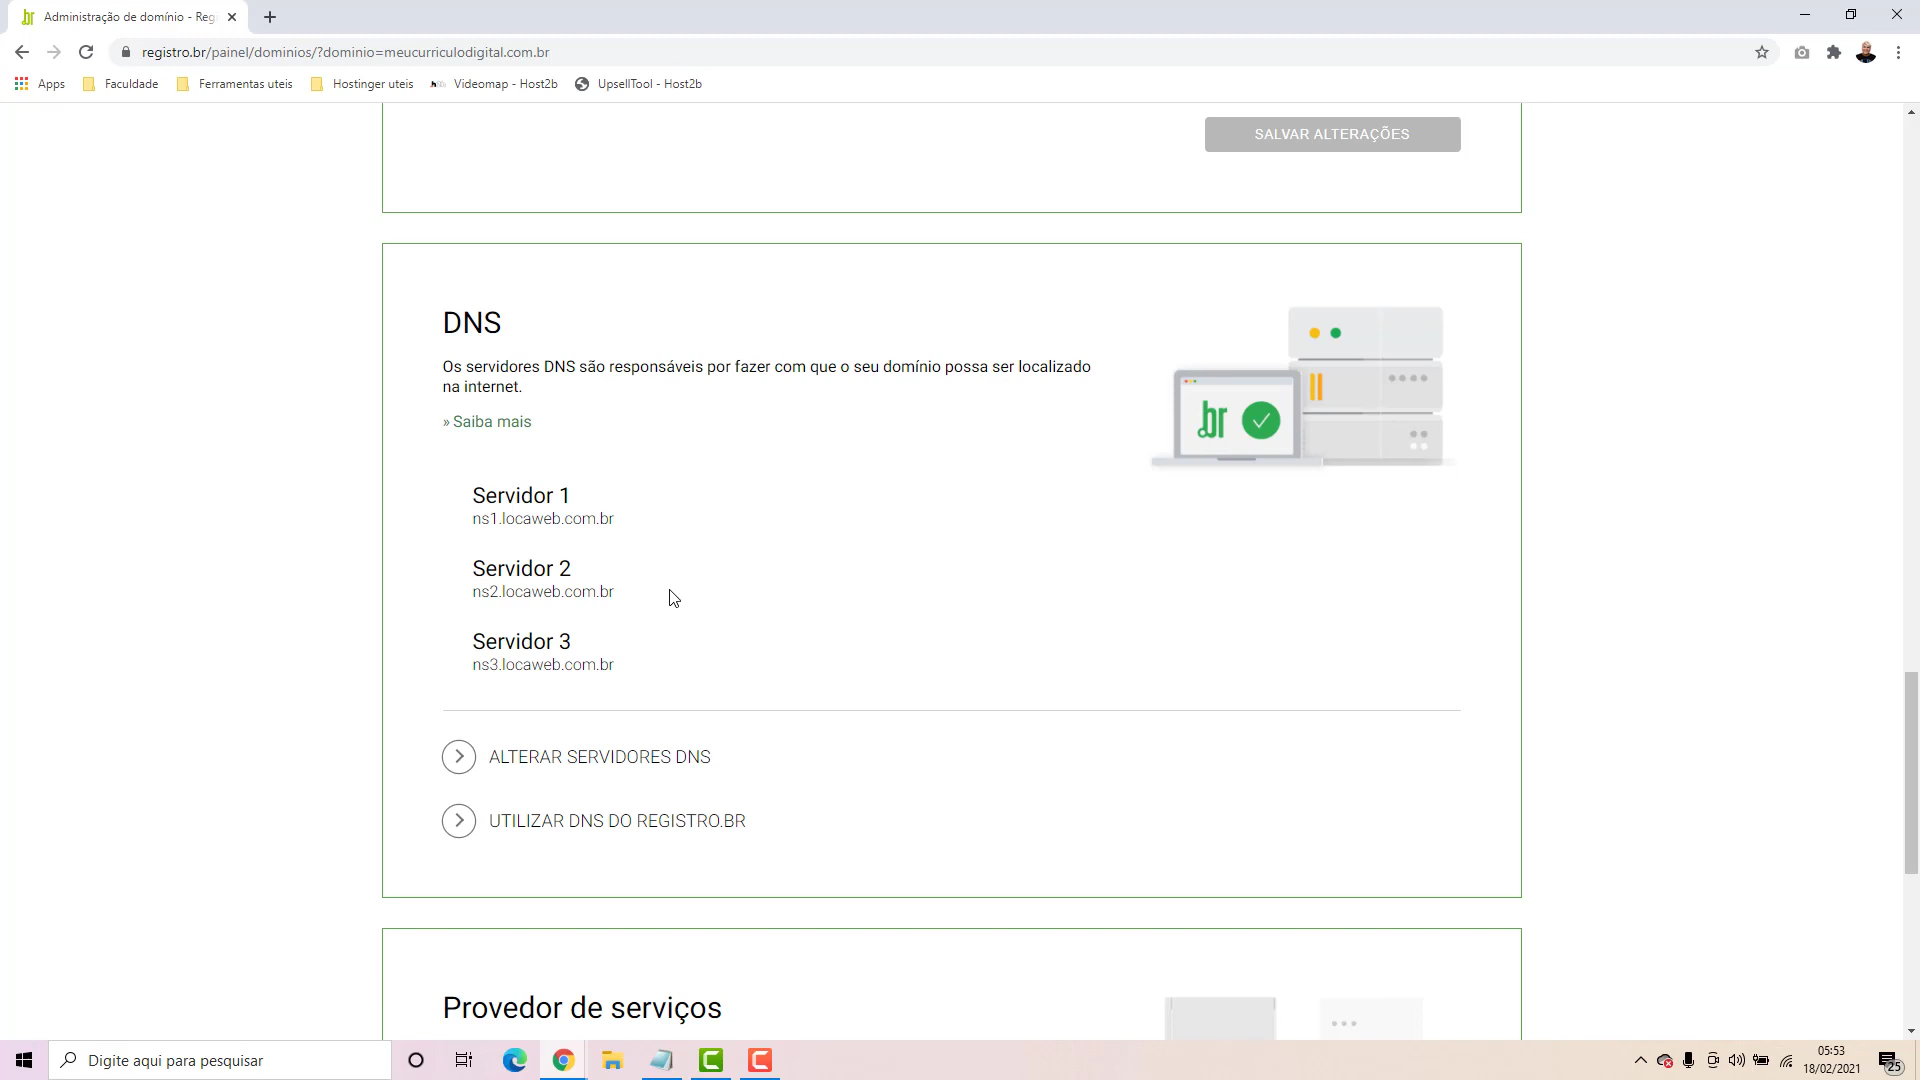 Administração de domínio - Reg
registro.br/painel/dominios/?dominio=meucurriculodigital.com.br
Apps
Faculdade
Ferramentas uteis
Hostinger uteis
Videomap - Host2b
UpsellTool - Host2b
SALVAR ALTERAÇÕES
DNS
Os servidores DNS são responsáveis por fazer com que o seu domínio possa ser localizado
na internet.
» Saiba mais
.br
Servidor 1
ns1.locaweb.com.br
Servidor 2
ns2.locaweb.com.br
Servidor 3
ns3.locaweb.com.br
ALTERAR SERVIDORES DNS
UTILIZAR DNS DO REGISTRO.BR
Provedor de serviços
Digite aqui para pesquisar
05:53
18/02/2021
25